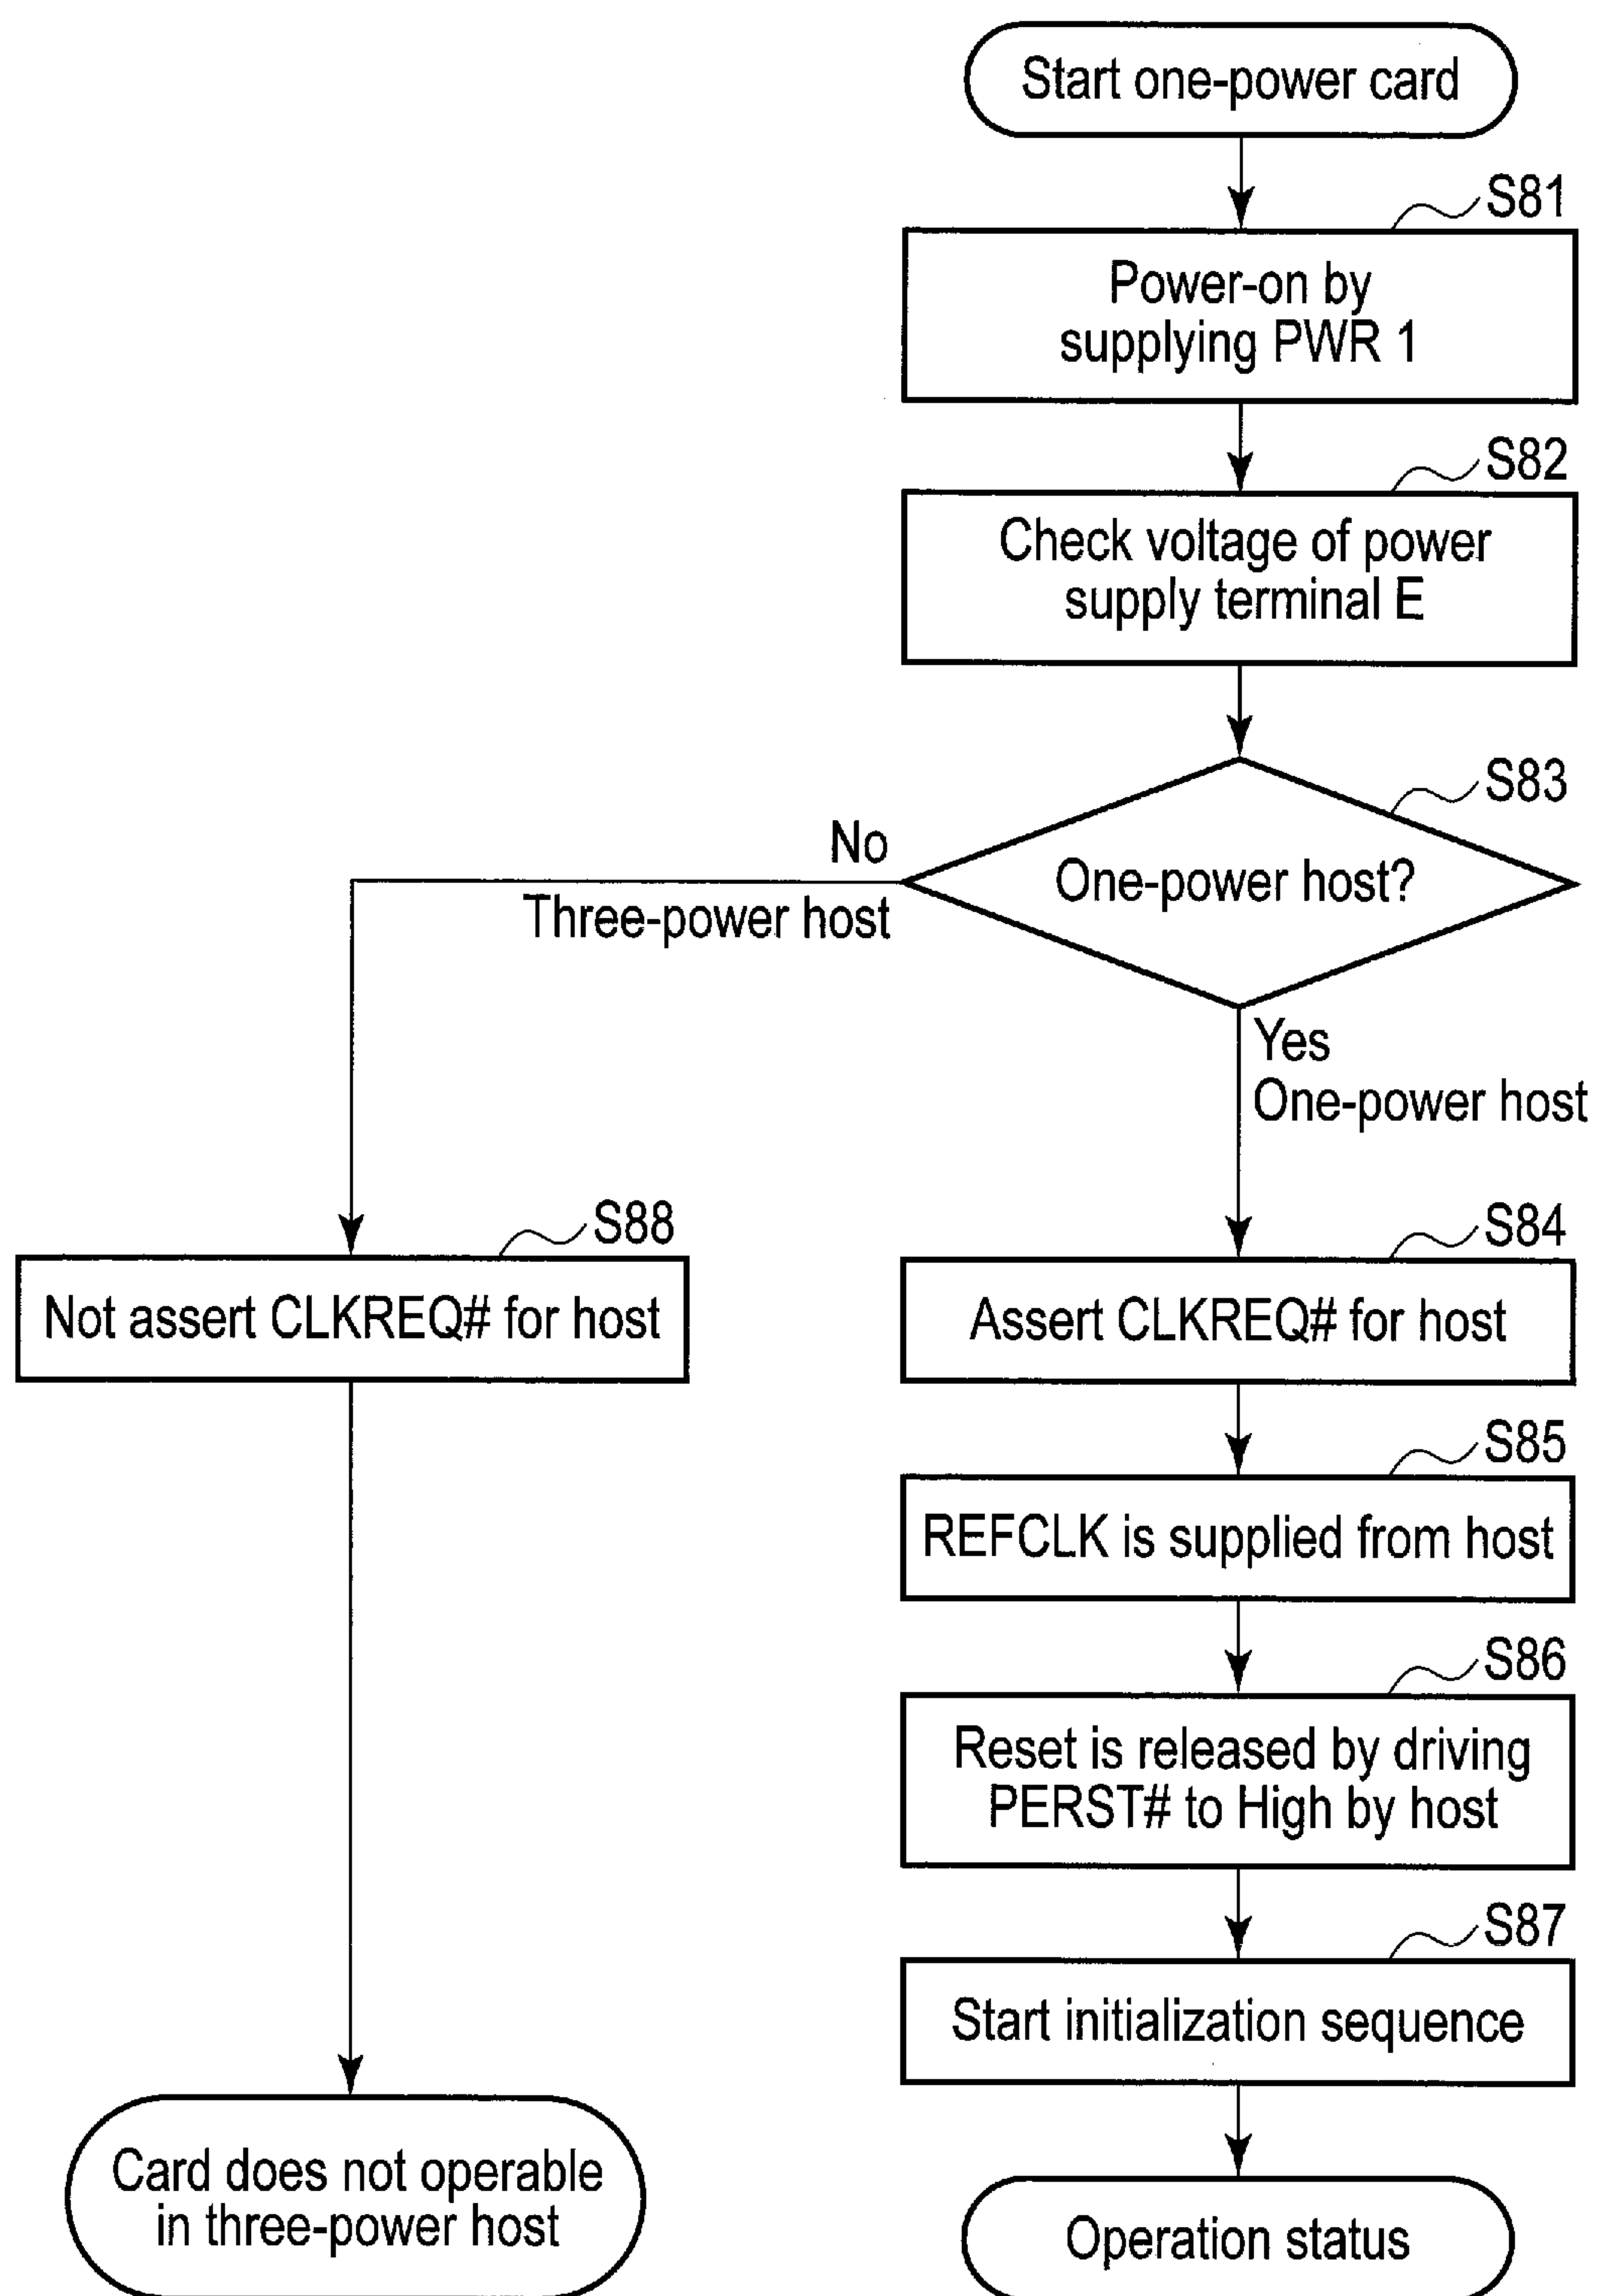 Start one-power card
S81
Power-on by
supplying PWR 1
S82
Check voltage of power
supply terminal E
S83
One-power host?
No
Three-power host
Yes
One-power host
S88
Not assert CLKREQ# for host
S84
Assert CLKREQ# for host
S85
REFCLK is supplied from host
S86
Reset is released by driving
PERST# to High by host
S87
Start initialization sequence
Card does not operable
in three-power host
Operation status